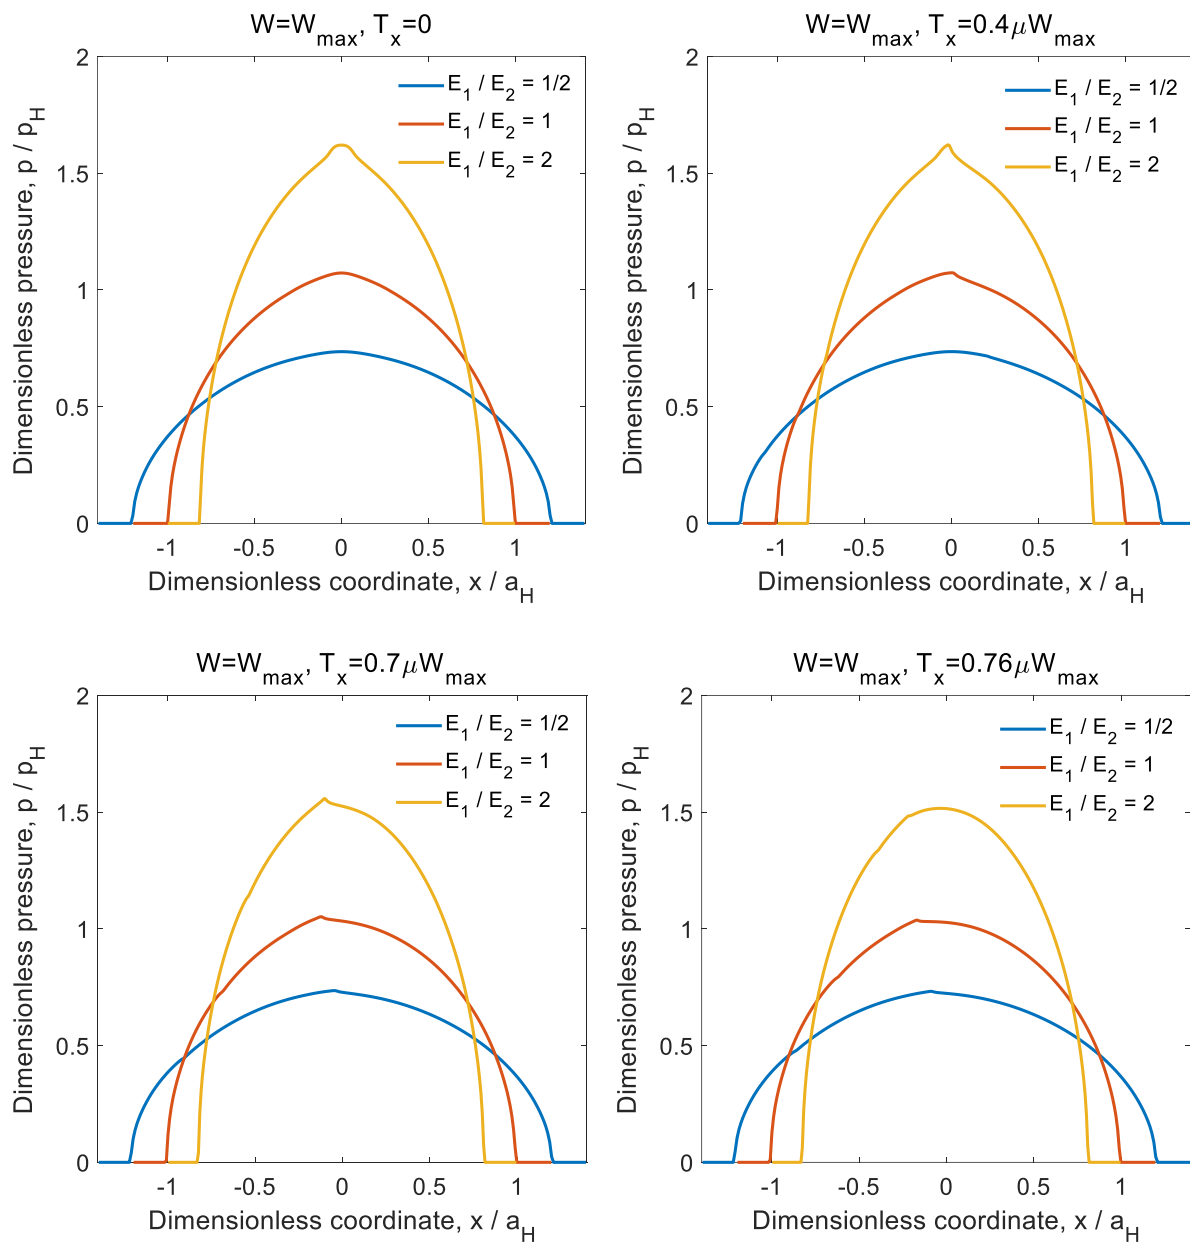 W=W_max, T_x=0
E_1 / E_2 = 1/2
E_1 / E_2 = 1
E_1 / E_2 = 2
2
1.5
1
0.5
0
Dimensionless pressure, p / p_H
-1 -0.5 0 0.5 1
Dimensionless coordinate, x / a_H
W=W_max, T_x=0.4μW_max
E_1 / E_2 = 1/2
E_1 / E_2 = 1
E_1 / E_2 = 2
2
1.5
1
0.5
0
Dimensionless pressure, p / p_H
-1 -0.5 0 0.5 1
Dimensionless coordinate, x / a_H
W=W_max, T_x=0.7μW_max
E_1 / E_2 = 1/2
E_1 / E_2 = 1
E_1 / E_2 = 2
2
1.5
1
0.5
0
Dimensionless pressure, p / p_H
-1 -0.5 0 0.5 1
Dimensionless coordinate, x / a_H
W=W_max, T_x=0.76μW_max
E_1 / E_2 = 1/2
E_1 / E_2 = 1
E_1 / E_2 = 2
2
1.5
1
0.5
0
Dimensionless pressure, p / p_H
-1 -0.5 0 0.5 1
Dimensionless coordinate, x / a_H